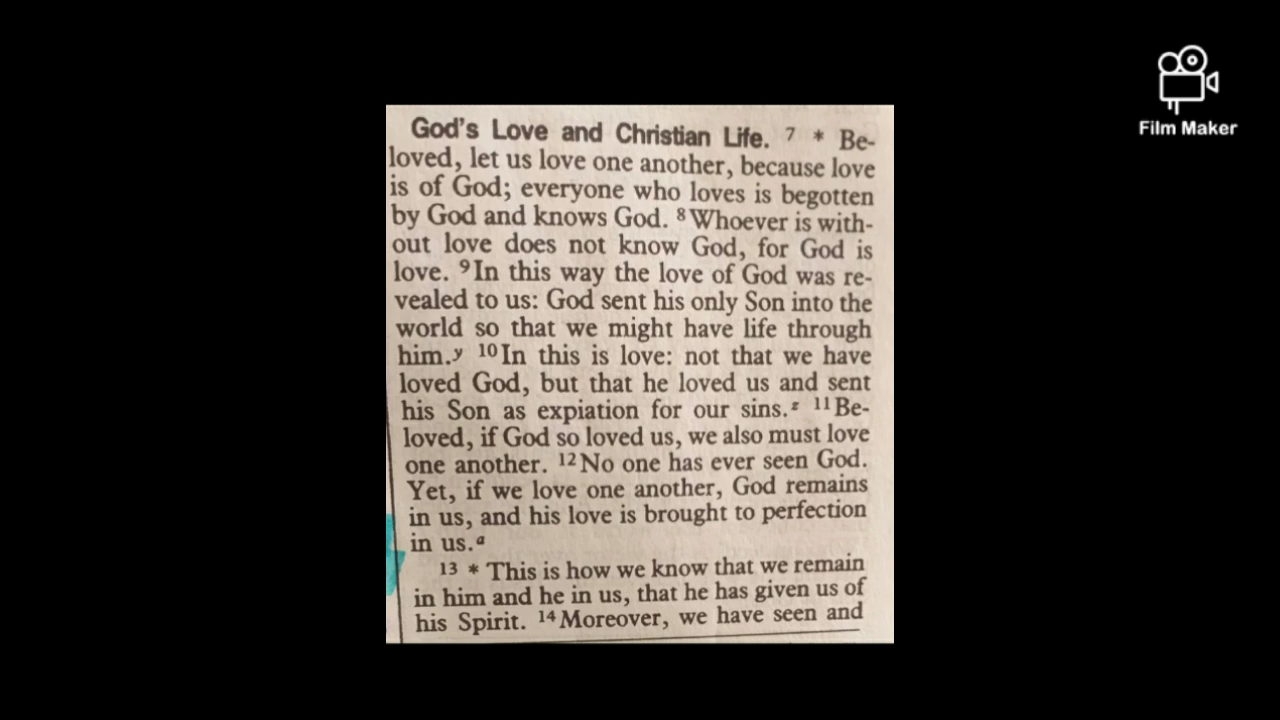 God's Love and Christian Life. 7 * Be-
loved, let us love one another, because love
is of God; everyone who loves is begotten
by God and knows God. 8 Whoever is with-
out love does not know God, for God is
love. 9 In this way the love of God was re-
vealed to us: God sent his only Son into the
world so that we might have life through
him.y 10 In this is love: not that we have
loved God, but that he loved us and sent
his Son as expiation for our sins.z 11 Be-
loved, if God so loved us, we also must love
one another. 12 No one has ever seen God.
Yet, if we love one another, God remains
in us, and his love is brought to perfection
in us.a
13 * This is how we know that we remain
in him and he in us, that he has given us of
his Spirit. 14 Moreover, we have seen and
Film Maker